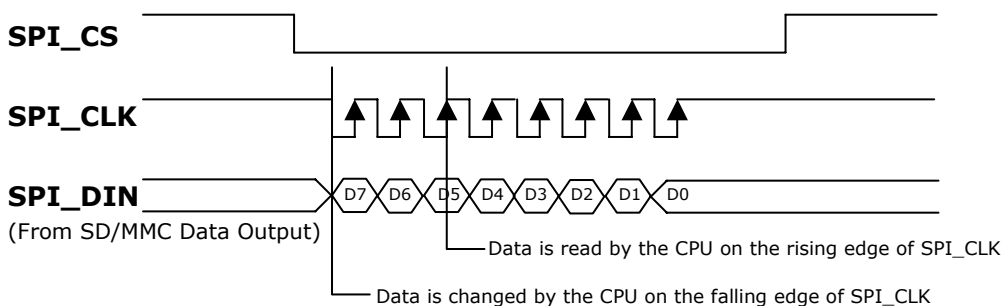 SPI_CS
SPI_CLK
SPI_DIN
D7 D6 D5 D4 D3 D2 D1 D0
(From SD/MMC Data Output)
Data is read by the CPU on the rising edge of SPI_CLK
Data is changed by the CPU on the falling edge of SPI_CLK